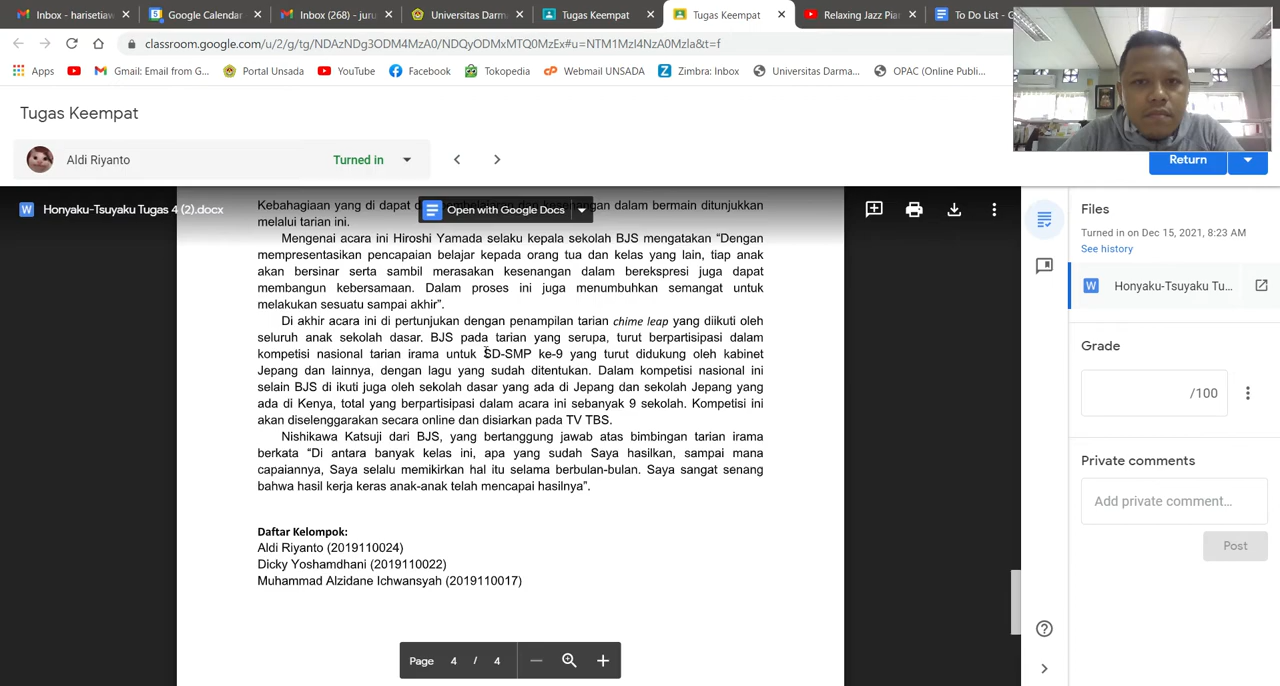 Inbox - harisetiaw
Google Calendar
Inbox (268) - juru
Universitas Darm
Tugas Keempat
Tugas Keempat
Relaxing Jazz Pia
To Do List - G
classroom.google.com/u/2/g/tg/NDAzNDg3ODM4MzA0/NDQyODMxMTQ0MzEx#u=NTM1MzI4NzA0Mzla&t=f
Apps
Gmail: Email from G...
Portal Unsada
YouTube
Facebook
Tokopedia
Webmail UNSADA
Zimbra: Inbox
Universitas Darma...
OPAC (Online Publi...
Tugas Keempat
Aldi Riyanto
Turned in
Return
Honyaku-Tsuyaku Tugas 4 (2).docx
Open with Google Docs
Kebahagiaan yang di dapat dalam bermain ditunjukkan
melalui tarian ini.
Mengenai acara ini Hiroshi Yamada selaku kepala sekolah BJS mengatakan “Dengan
mempresentasikan pencapaian belajar kepada orang tua dan kelas yang lain, tiap anak
akan bersinar serta sambil merasakan kesenangan dalam berekspresi juga dapat
membangun kebersamaan. Dalam proses ini juga menumbuhkan semangat untuk
melakukan sesuatu sampai akhir”.
Di akhir acara ini di pertunjukan dengan penampilan tarian chime leap yang diikuti oleh
seluruh anak sekolah dasar. BJS pada tarian yang serupa, turut berpartisipasi dalam
kompetisi nasional tarian irama untuk SD-SMP ke-9 yang turut didukung oleh kabinet
Jepang dan lainnya, dengan lagu yang sudah ditentukan. Dalam kompetisi nasional ini
selain BJS di ikuti juga oleh sekolah dasar yang ada di Jepang dan sekolah Jepang yang
ada di Kenya, total yang berpartisipasi dalam acara ini sebanyak 9 sekolah. Kompetisi ini
akan diselenggarakan secara online dan disiarkan pada TV TBS.
Nishikawa Katsuji dari BJS, yang bertanggung jawab atas bimbingan tarian irama
berkata “Di antara banyak kelas ini, apa yang sudah Saya hasilkan, sampai mana
capaiannya, Saya selalu memikirkan hal itu selama berbulan-bulan. Saya sangat senang
bahwa hasil kerja keras anak-anak telah mencapai hasilnya”.
Daftar Kelompok:
Aldi Riyanto (2019110024)
Dicky Yoshamdhani (2019110022)
Muhammad Alzidane Ichwansyah (2019110017)
Page 4 / 4
Files
Turned in on Dec 15, 2021, 8:23 AM
See history
Honyaku-Tsuyaku Tu...
Grade
/100
Private comments
Add private comment...
Post